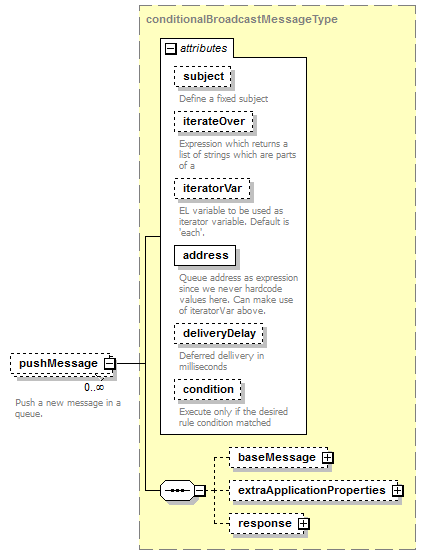 conditionalBroadcastMessageType
attributes
subject
Define a fixed subject
iterateOver
Expression which returns a
list of strings which are parts
of a
iteratorVar
EL variable to be used as
iterator variable. Default is
'each'.
address
Queue address as expression
since we never hardcode
values here. Can make use
of iteratorVar above.
deliveryDelay
Deferred dellivery in
milliseconds
condition
Execute only if the desired
rule condition matched
pushMessage
0..∞
Push a new message in a
queue.
baseMessage
extraApplicationProperties
response